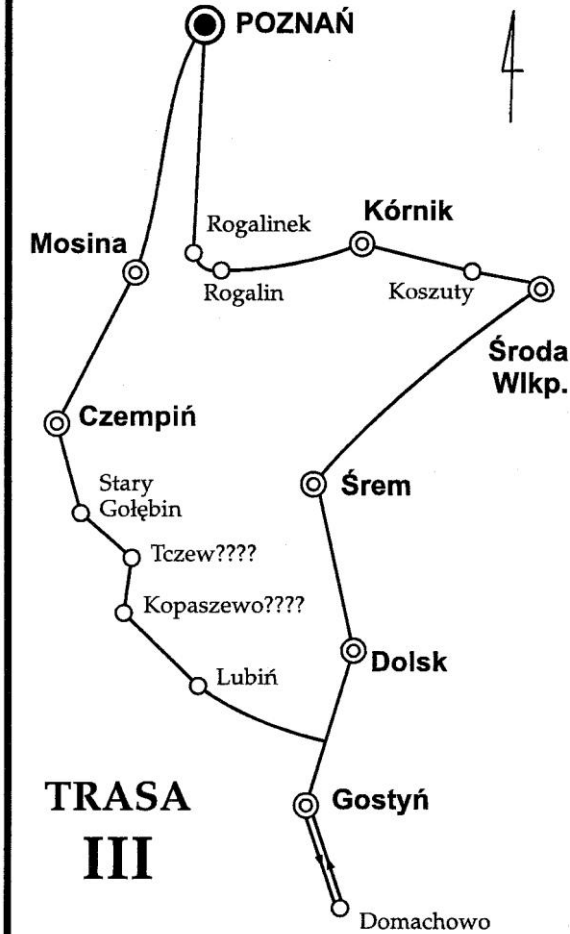 POZNAŃ
Rogalinek
Kórnik
Mosina
Rogalin
Koszuty
Środa
Wlkp.
Czempiń
Stary
Gołębin
Śrem
Tczew????
Kopaszewo????
Lubiń
Dolsk
TRASA
III
Gostyń
Domachowo